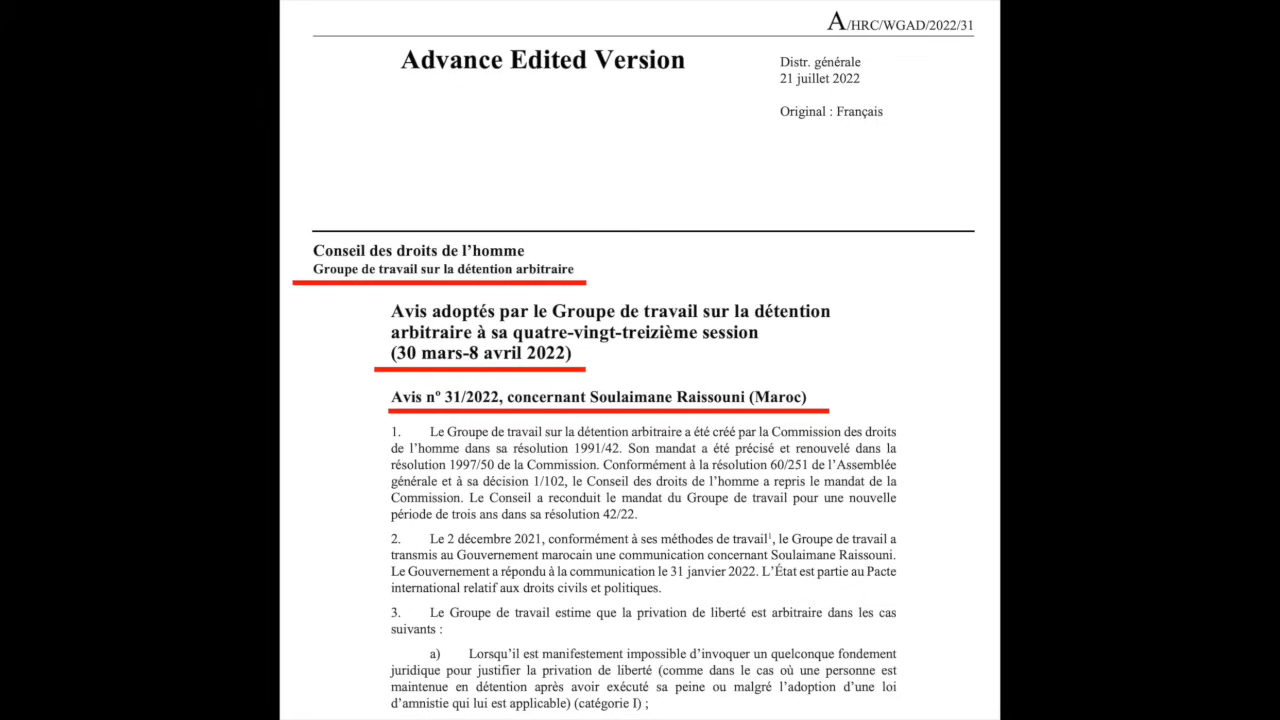 A/HRC/WGAD/2022/31
Advance Edited Version
Distr. générale
21 juillet 2022
Original : Français
Conseil des droits de l'homme
Groupe de travail sur la détention arbitraire
Avis adoptés par le Groupe de travail sur la détention
arbitraire à sa quatre-vingt-treizième session
(30 mars-8 avril 2022)
Avis nº 31/2022, concernant Soulaimane Raissouni (Maroc)
1. Le Groupe de travail sur la détention arbitraire a été créé par la Commission des droits
de l'homme dans sa résolution 1991/42. Son mandat a été précisé et renouvelé dans la
résolution 1997/50 de la Commission. Conformément à la résolution 60/251 de l'Assemblée
générale et à sa décision 1/102, le Conseil des droits de l'homme a repris le mandat de la
Commission. Le Conseil a reconduit le mandat du Groupe de travail pour une nouvelle
période de trois ans dans sa résolution 42/22.
2. Le 2 décembre 2021, conformément à ses méthodes de travail¹, le Groupe de travail a
transmis au Gouvernement marocain une communication concernant Soulaimane Raissouni.
Le Gouvernement a répondu à la communication le 31 janvier 2022. L'État est partie au Pacte
international relatif aux droits civils et politiques.
3. Le Groupe de travail estime que la privation de liberté est arbitraire dans les cas
suivants :
a) Lorsqu'il est manifestement impossible d'invoquer un quelconque fondement
juridique pour justifier la privation de liberté (comme dans le cas où une personne est
maintenue en détention après avoir exécuté sa peine ou malgré l'adoption d'une loi
d'amnistie qui lui est applicable) (catégorie I) ;